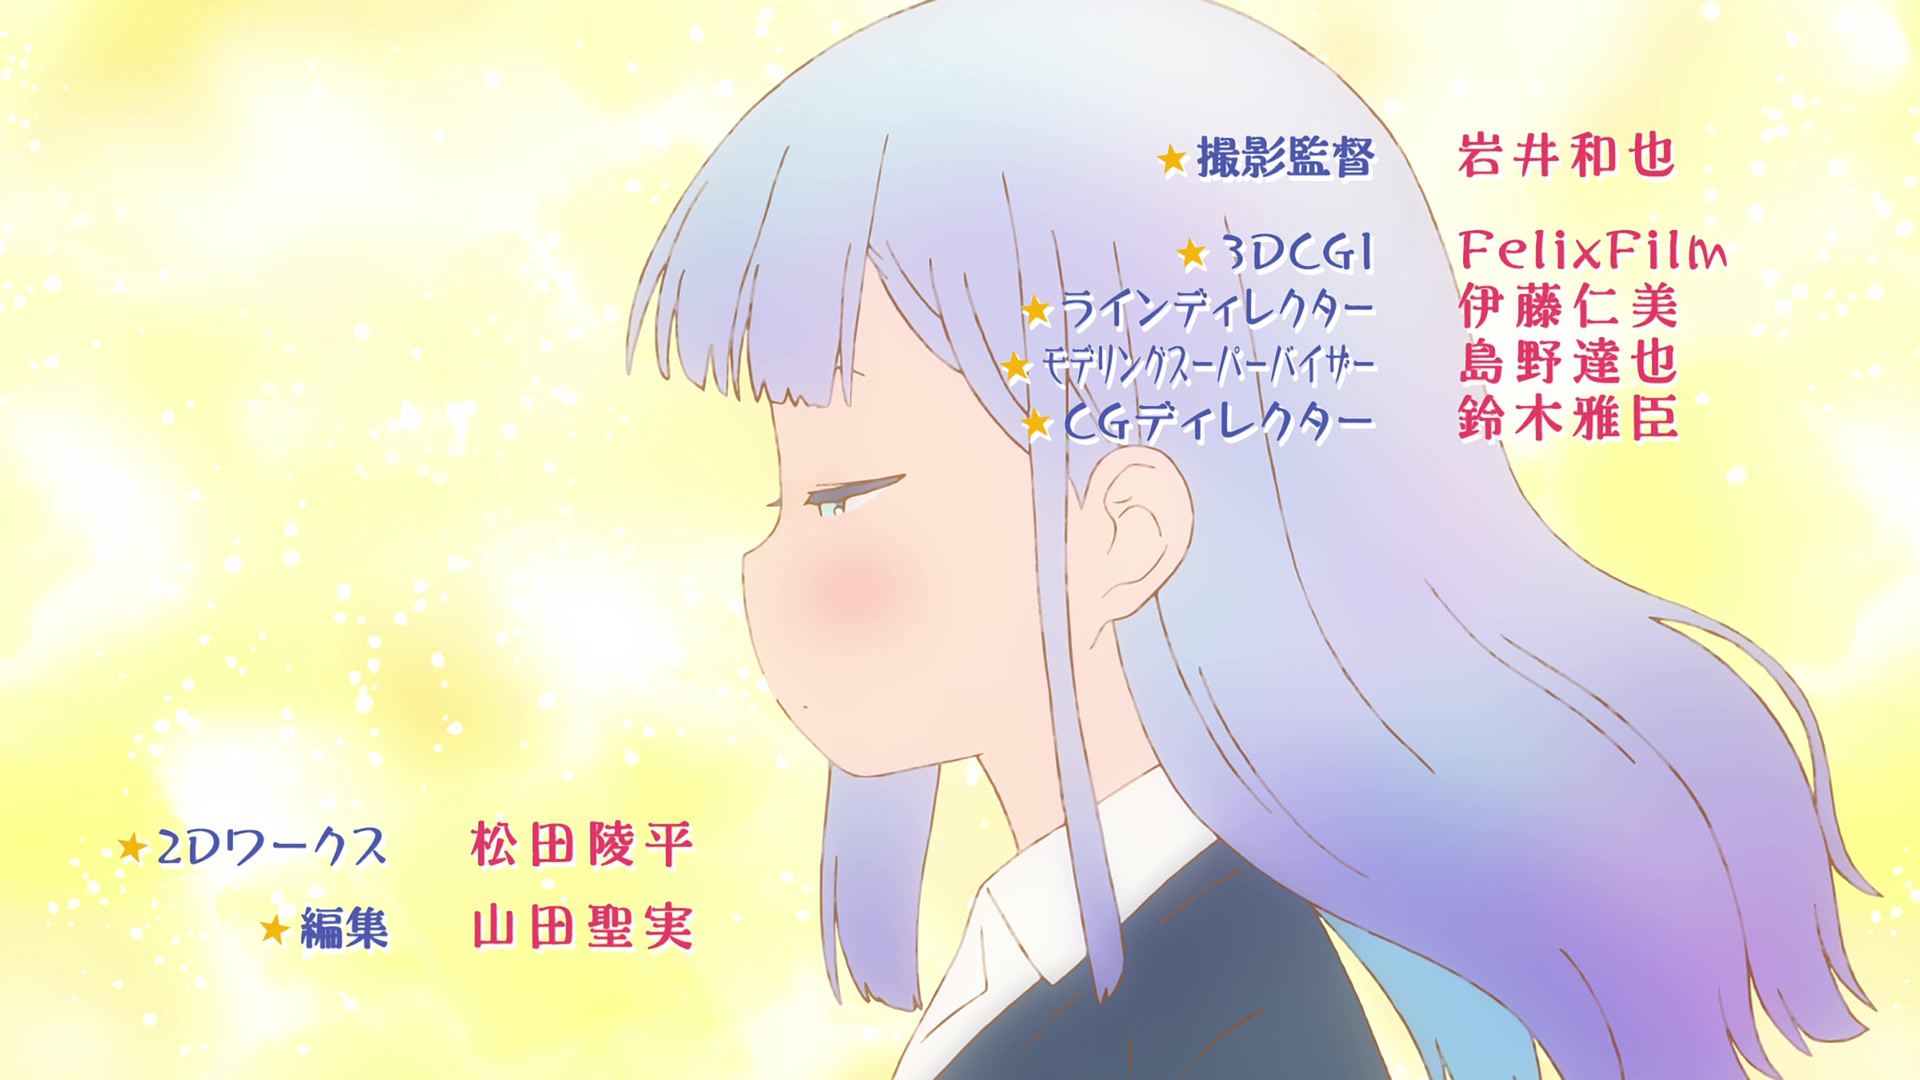 ★撮影監督 岩井和也
★3DCGI FelixFilm
★ラインディレクター 伊藤仁美
★モデリングスーパーバイザー 島野達也
★CGディレクター 鈴木雅臣
★2Dワークス 松田陵平
★編集 山田聖実